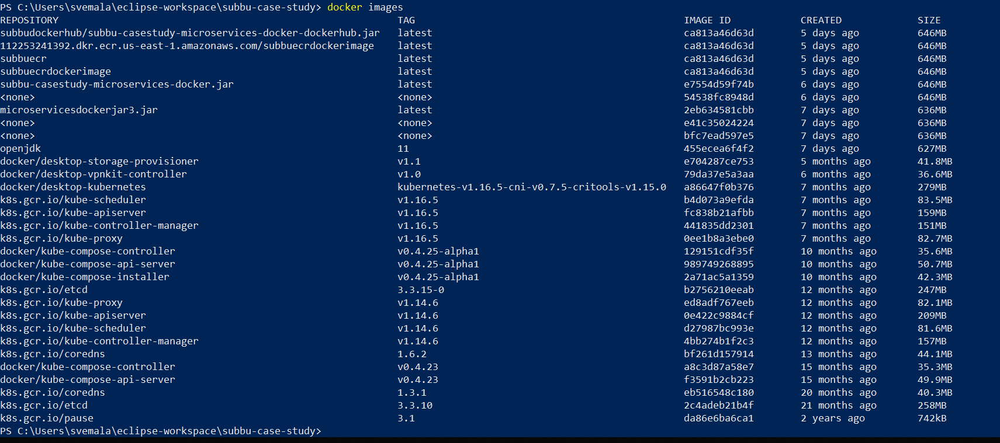 PS C:\Users\svemala\eclipse-workspace\subbu-case-study> docker images
REPOSITORY TAG IMAGE ID CREATED SIZE
subbudockerhub/subbu-casestudy-microservices-docker-dockerhub.jar latest ca813a46d63d 5 days ago 646MB
112253241392.dkr.ecr.us-east-1.amazonaws.com/subbuecrdockerimage latest ca813a46d63d 5 days ago 646MB
subbuecr latest ca813a46d63d 5 days ago 646MB
subbuecrdockerimage latest ca813a46d63d 5 days ago 646MB
subbu-casestudy-microservices-docker.jar latest e7554d59f74b 6 days ago 646MB
<none> <none> 54538fc8948d 6 days ago 646MB
microservicesdockerjar3.jar latest 2eb634581cbb 7 days ago 636MB
<none> <none> e41c35024224 7 days ago 636MB
<none> <none> bfc7ead597e5 7 days ago 636MB
openjdk 11 455ecea6f4f2 7 days ago 627MB
docker/desktop-storage-provisioner v1.1 e704287ce753 5 months ago 41.8MB
docker/desktop-vpnkit-controller v1.0 79da37e5a3aa 6 months ago 36.6MB
docker/desktop-kubernetes kubernetes-v1.16.5-cni-v0.7.5-critools-v1.15.0 a86647f0b376 7 months ago 279MB
k8s.gcr.io/kube-scheduler v1.16.5 b4d073a9efda 7 months ago 83.5MB
k8s.gcr.io/kube-apiserver v1.16.5 fc838b21afbb 7 months ago 159MB
k8s.gcr.io/kube-controller-manager v1.16.5 441835dd2301 7 months ago 151MB
k8s.gcr.io/kube-proxy v1.16.5 0ee1b8a3ebe0 7 months ago 82.7MB
docker/kube-compose-controller v0.4.25-alpha1 129151cdf35f 10 months ago 35.6MB
docker/kube-compose-api-server v0.4.25-alpha1 989749268895 10 months ago 50.7MB
docker/kube-compose-installer v0.4.25-alpha1 2a71ac5a1359 10 months ago 42.3MB
k8s.gcr.io/etcd 3.3.15-0 b2756210eeab 12 months ago 247MB
k8s.gcr.io/kube-proxy v1.14.6 ed8adf767eeb 12 months ago 82.1MB
k8s.gcr.io/kube-apiserver v1.14.6 0e422c9884cf 12 months ago 209MB
k8s.gcr.io/kube-scheduler v1.14.6 d27987bc993e 12 months ago 81.6MB
k8s.gcr.io/kube-controller-manager v1.14.6 4bb274b1f2c3 12 months ago 157MB
k8s.gcr.io/coredns 1.6.2 bf261d157914 13 months ago 44.1MB
docker/kube-compose-controller v0.4.23 a8c3d87a58e7 15 months ago 35.3MB
docker/kube-compose-api-server v0.4.23 f3591b2cb223 15 months ago 49.9MB
k8s.gcr.io/coredns 1.3.1 eb516548c180 20 months ago 40.3MB
k8s.gcr.io/etcd 3.3.10 2c4adeb21b4f 21 months ago 258MB
k8s.gcr.io/pause 3.1 da86e6ba6ca1 2 years ago 742kB
PS C:\Users\svemala\eclipse-workspace\subbu-case-study>